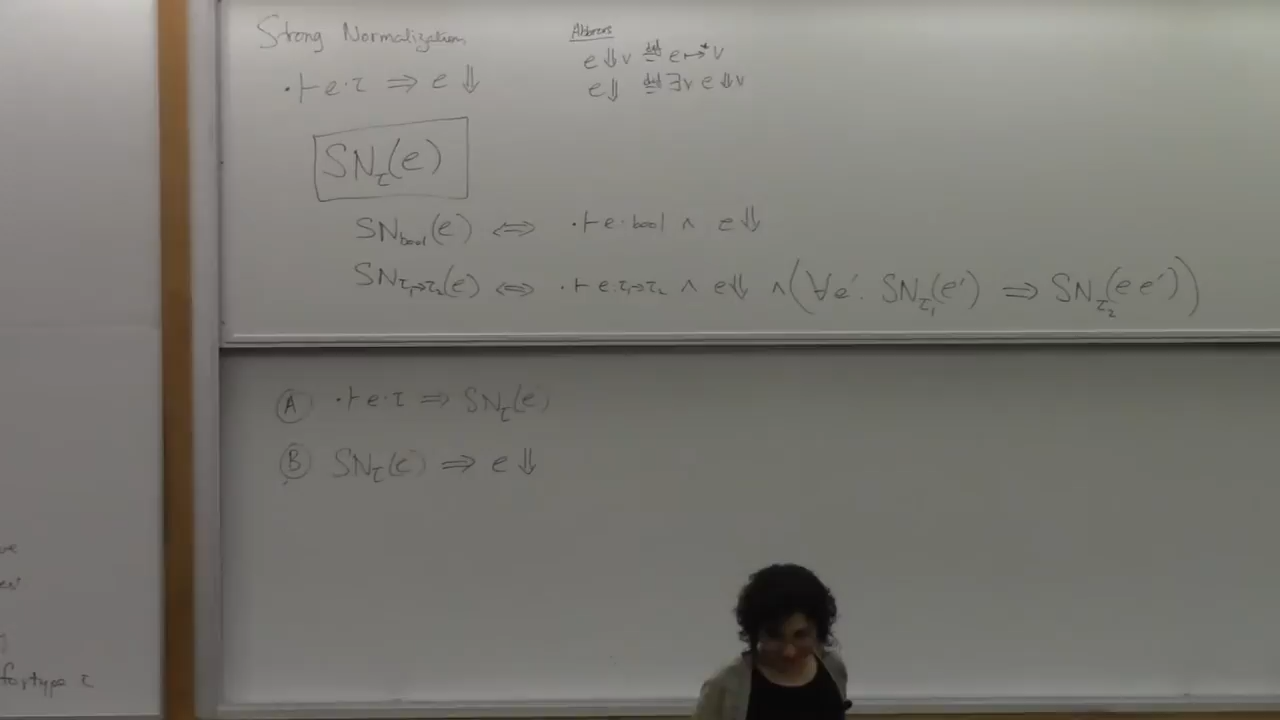 Strong Normalization
· ⊢ e : τ ⇒ e ⇓
Abbrevs
e ⇓ v ≝ e ↦* v
e ⇓ ≝ ∃v e ⇓ v
SN_τ(e)
SN_bool(e) ⇔ · ⊢ e : bool ∧ e ⇓
SN_τ₁→τ₂(e) ⇔ · ⊢ e : τ₁→τ₂ ∧ e ⇓ ∧ (∀e'. SN_τ₁(e') ⇒ SN_τ₂(e e'))
Ⓐ · ⊢ e : τ ⇒ SN_τ(e)
Ⓑ SN_τ(e) ⇒ e ⇓
for type τ